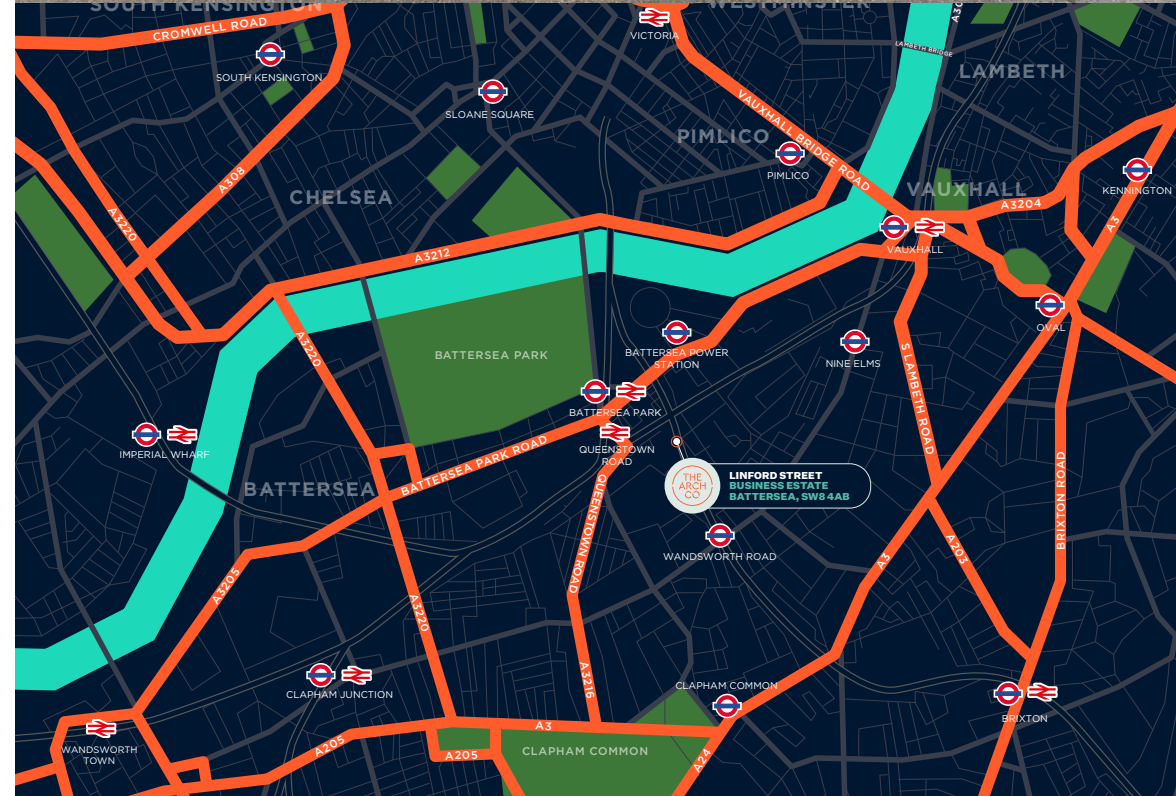 SOUTH KENSINGTON
WESTMINSTER
CROMWELL ROAD
VICTORIA
A30
LAMBETH BRIDGE
SOUTH KENSINGTON
LAMBETH
SLOANE SQUARE
VAUXHALL BRIDGE ROAD
PIMLICO
PIMLICO
A308
CHELSEA
VAUXHALL
KENNINGTON
A3204
A3220
A3
A3212
VAUXHALL
OVAL
A3220
BATTERSEA PARK
BATTERSEA POWER
STATION
NINE ELMS
S LAMBETH ROAD
BATTERSEA PARK
IMPERIAL WHARF
BATTERSEA PARK ROAD
QUEENSTOWN
ROAD
BATTERSEA
THE
ARCH
CO
LINFORD STREET
BUSINESS ESTATE
BATTERSEA, SW8 4AB
QUEENSTOWN ROAD
BRIXTON ROAD
WANDSWORTH ROAD
A3
A203
A3205
A3220
CLAPHAM JUNCTION
A3216
CLAPHAM COMMON
BRIXTON
A3
WANDSWORTH
TOWN
A205
A205
CLAPHAM COMMON
A24